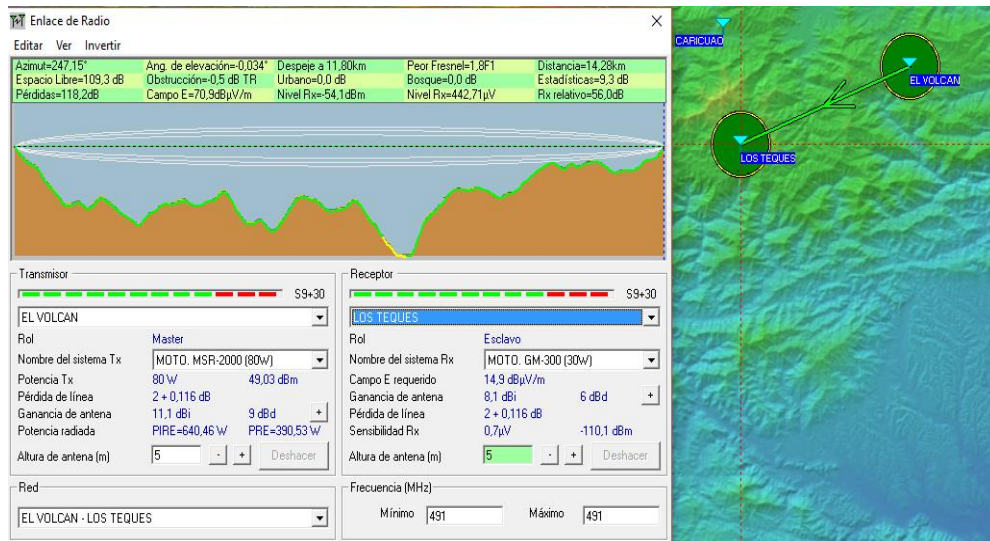 Enlace de Radio
Editar Ver Invertir
Azimut=247,15° Ang. de elevación=-0,034° Despeje a 11,80km Peor Fresnel=1,8F1 Distancia=14,28km
Espacio Libre=109,3 dB Obstrucción=-0,5 dB TR Urbano=0,0 dB Bosque=0,0 dB Estadísticas=9,3 dB
Pérdidas=118,2dB Campo E=70,9dBμV/m Nivel Rx=-54,1dBm Nivel Rx=442,71μV Rx relativo=56,0dB
CARICUAO
EL VOLCAN
LOS TEQUES
Transmisor
S9+30
EL VOLCAN
Rol Master
Nombre del sistema Tx MOTO. MSR-2000 (80W)
Potencia Tx 80 W 49,03 dBm
Pérdida de línea 2 + 0,116 dB
Ganancia de antena 11,1 dBi 9 dBd +
Potencia radiada PIRE=640,46 W PRE=390,53 W
Altura de antena (m) 5 - + Deshacer
Red
EL VOLCAN - LOS TEQUES
Receptor
S9+30
LOS TEQUES
Rol Esclavo
Nombre del sistema Rx MOTO. GM-300 (30W)
Campo E requerido 14,9 dBμV/m
Ganancia de antena 8,1 dBi 6 dBd +
Pérdida de línea 2 + 0,116 dB
Sensibilidad Rx 0,7μV -110,1 dBm
Altura de antena (m) 5 - + Deshacer
Frecuencia (MHz)
Mínimo 491 Máximo 491